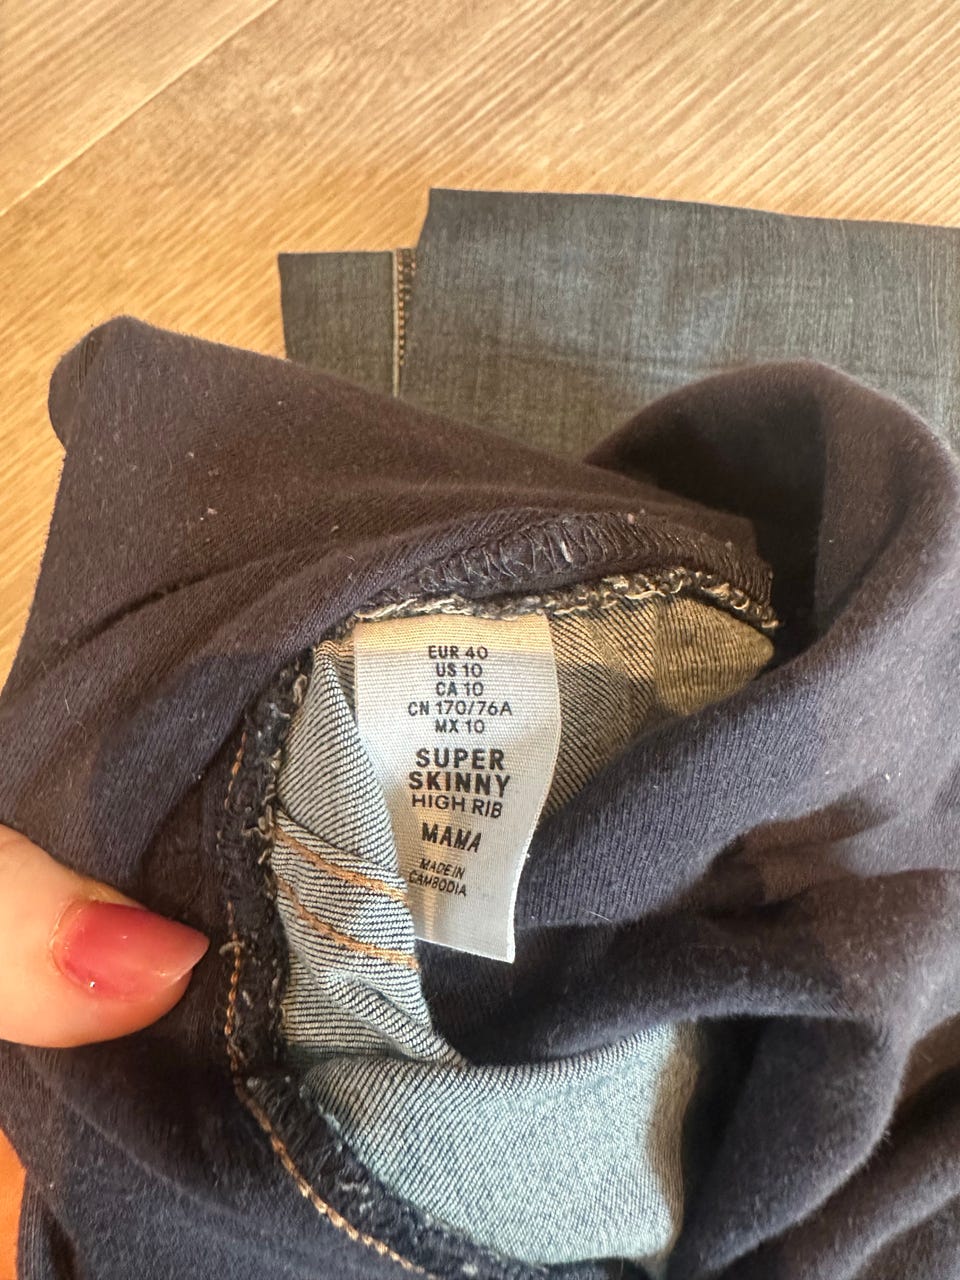 EUR 40
US 10
CA 10
CN 170/76A
MX 10
SUPER
SKINNY
HIGH RIB
MAMA
MADE IN
CAMBODIA